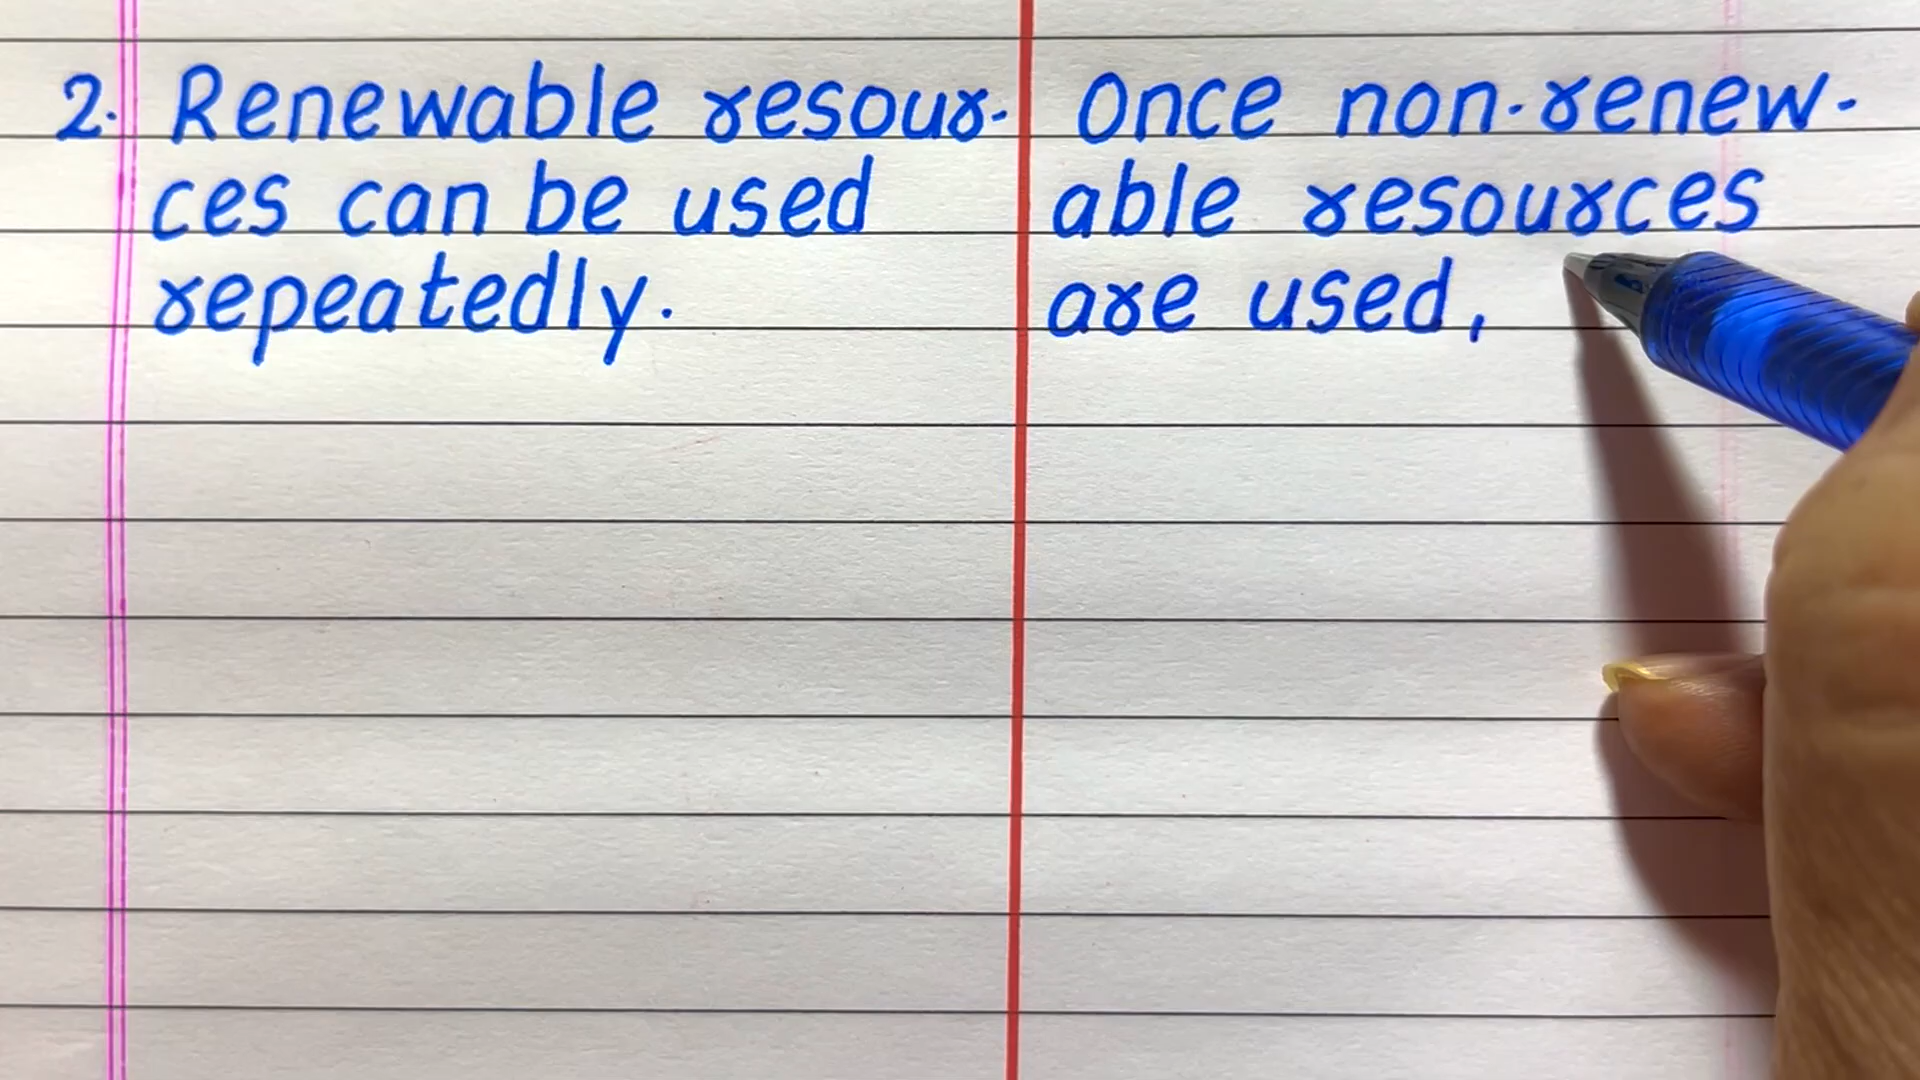 2. Renewable resour-
ces can be used
repeatedly.
Once non-renew-
able resources
are used,